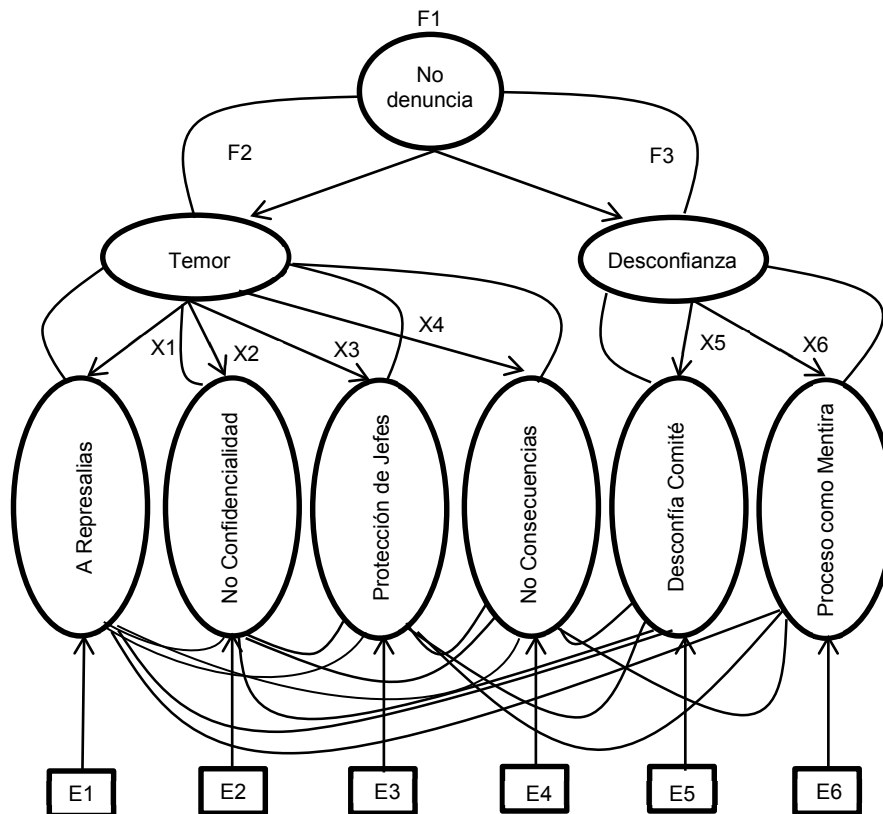 F1
No
denuncia
F2
F3
Temor
Desconfianza
X1
X2
X3
X4
X5
X6
A Represalias
No Confidencialidad
Protección de Jefes
No Consecuencias
Desconfía Comité
Proceso como Mentira
E1
E2
E3
E4
E5
E6